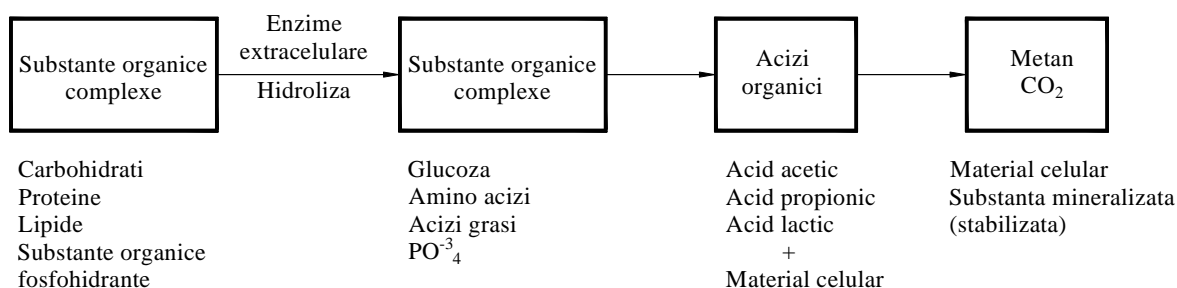 Substante organice
complexe
Enzime
extracelulare
Hidroliza
Substante organice
complexe
Acizi
organici
Metan
CO₂
Carbohidrati
Proteine
Lipide
Substante organice
fosfohidrante
Glucoza
Amino acizi
Acizi grasi
PO⁻³₄
Acid acetic
Acid propionic
Acid lactic
+
Material celular
Material celular
Substanta mineralizata
(stabilizata)